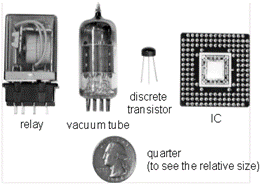 discrete
transistor
IC
relay
vacuum tube
quarter
(to see the relative size)